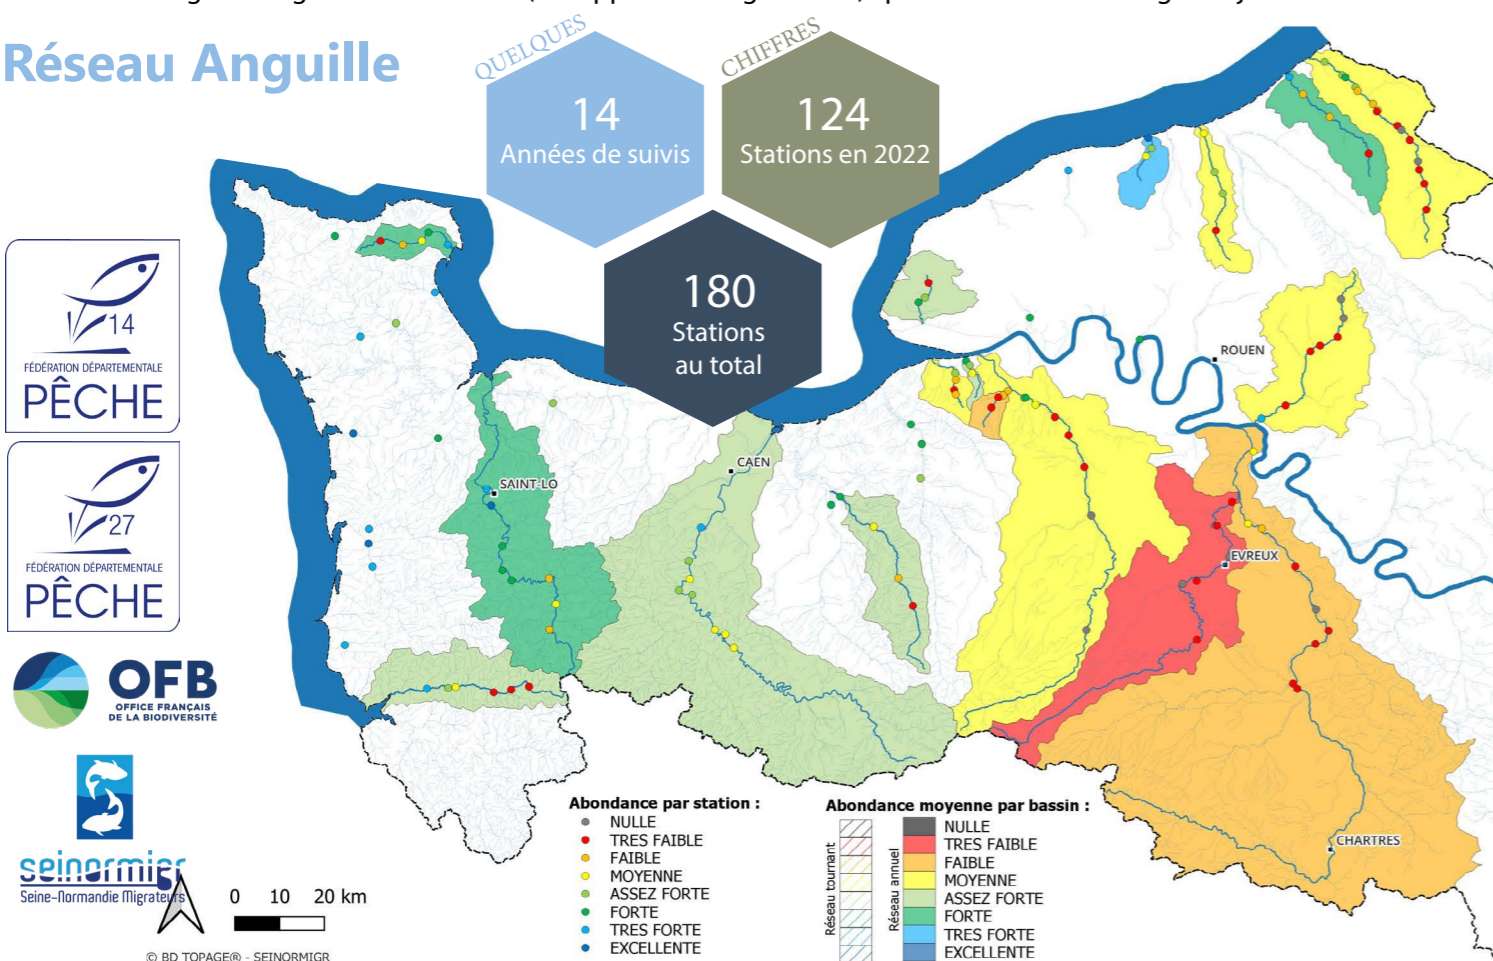 Réseau Anguille
QUELQUES
CHIFFRES
14
Années de suivis
124
Stations en 2022
180
Stations
au total
14
FÉDÉRATION DÉPARTEMENTALE
PÊCHE
27
FÉDÉRATION DÉPARTEMENTALE
PÊCHE
OFB
OFFICE FRANÇAIS
DE LA BIODIVERSITÉ
seinormigr
Seine-Normandie Migrateurs
ROUEN
CAEN
SAINT-LO
EVREUX
CHARTRES
0 10 20 km
© BD TOPAGE® - SEINORMIGR
Abondance par station :
NULLE
TRES FAIBLE
FAIBLE
MOYENNE
ASSEZ FORTE
FORTE
TRES FORTE
EXCELLENTE
Abondance moyenne par bassin :
Réseau tournant
Réseau annuel
NULLE
TRES FAIBLE
FAIBLE
MOYENNE
ASSEZ FORTE
FORTE
TRES FORTE
EXCELLENTE